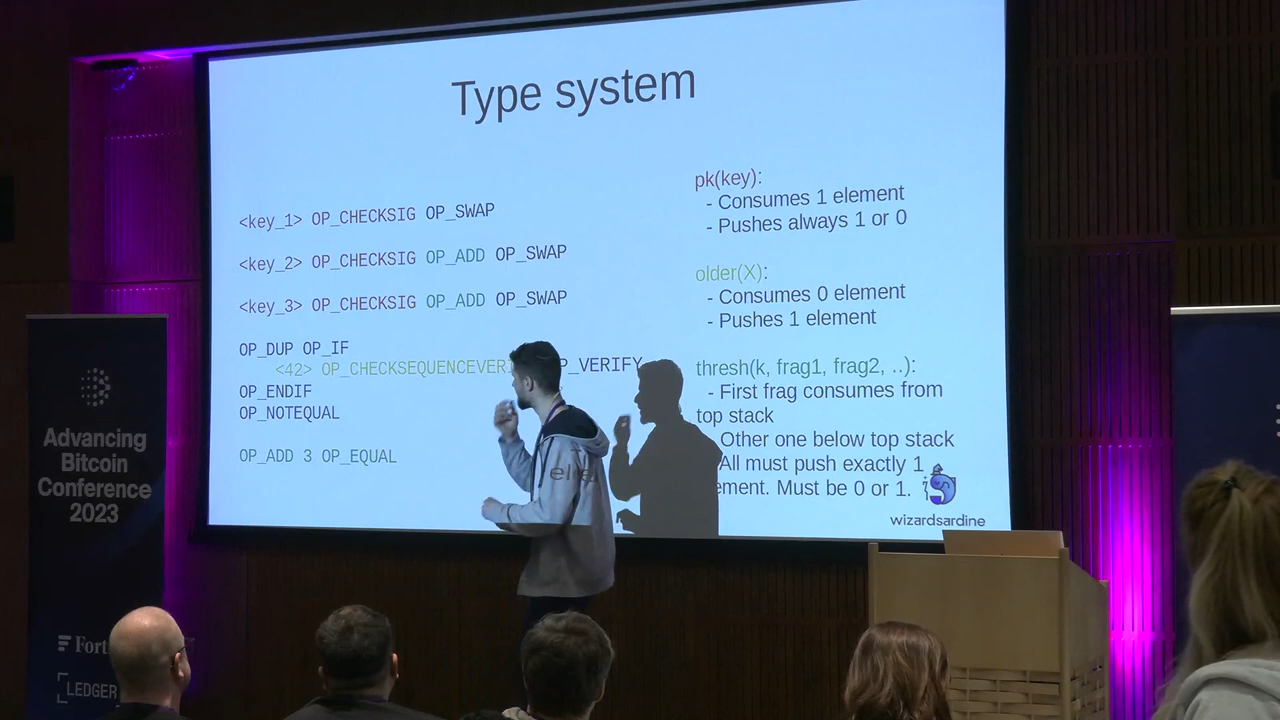 Type system
<key_1> OP_CHECKSIG OP_SWAP
<key_2> OP_CHECKSIG OP_ADD OP_SWAP
<key_3> OP_CHECKSIG OP_ADD OP_SWAP
OP_DUP OP_IF
<42> OP_CHECKSEQUENCEVERI P_VERIFY
OP_ENDIF
OP_NOTEQUAL
OP_ADD 3 OP_EQUAL
pk(key):
- Consumes 1 element
- Pushes always 1 or 0
older(X):
- Consumes 0 element
- Pushes 1 element
thresh(k, frag1, frag2, ..):
- First frag consumes from
top stack
Other one below top stack
All must push exactly 1
ement. Must be 0 or 1.
wizardsardine
Advancing
Bitcoin
Conference
2023
LEDGER